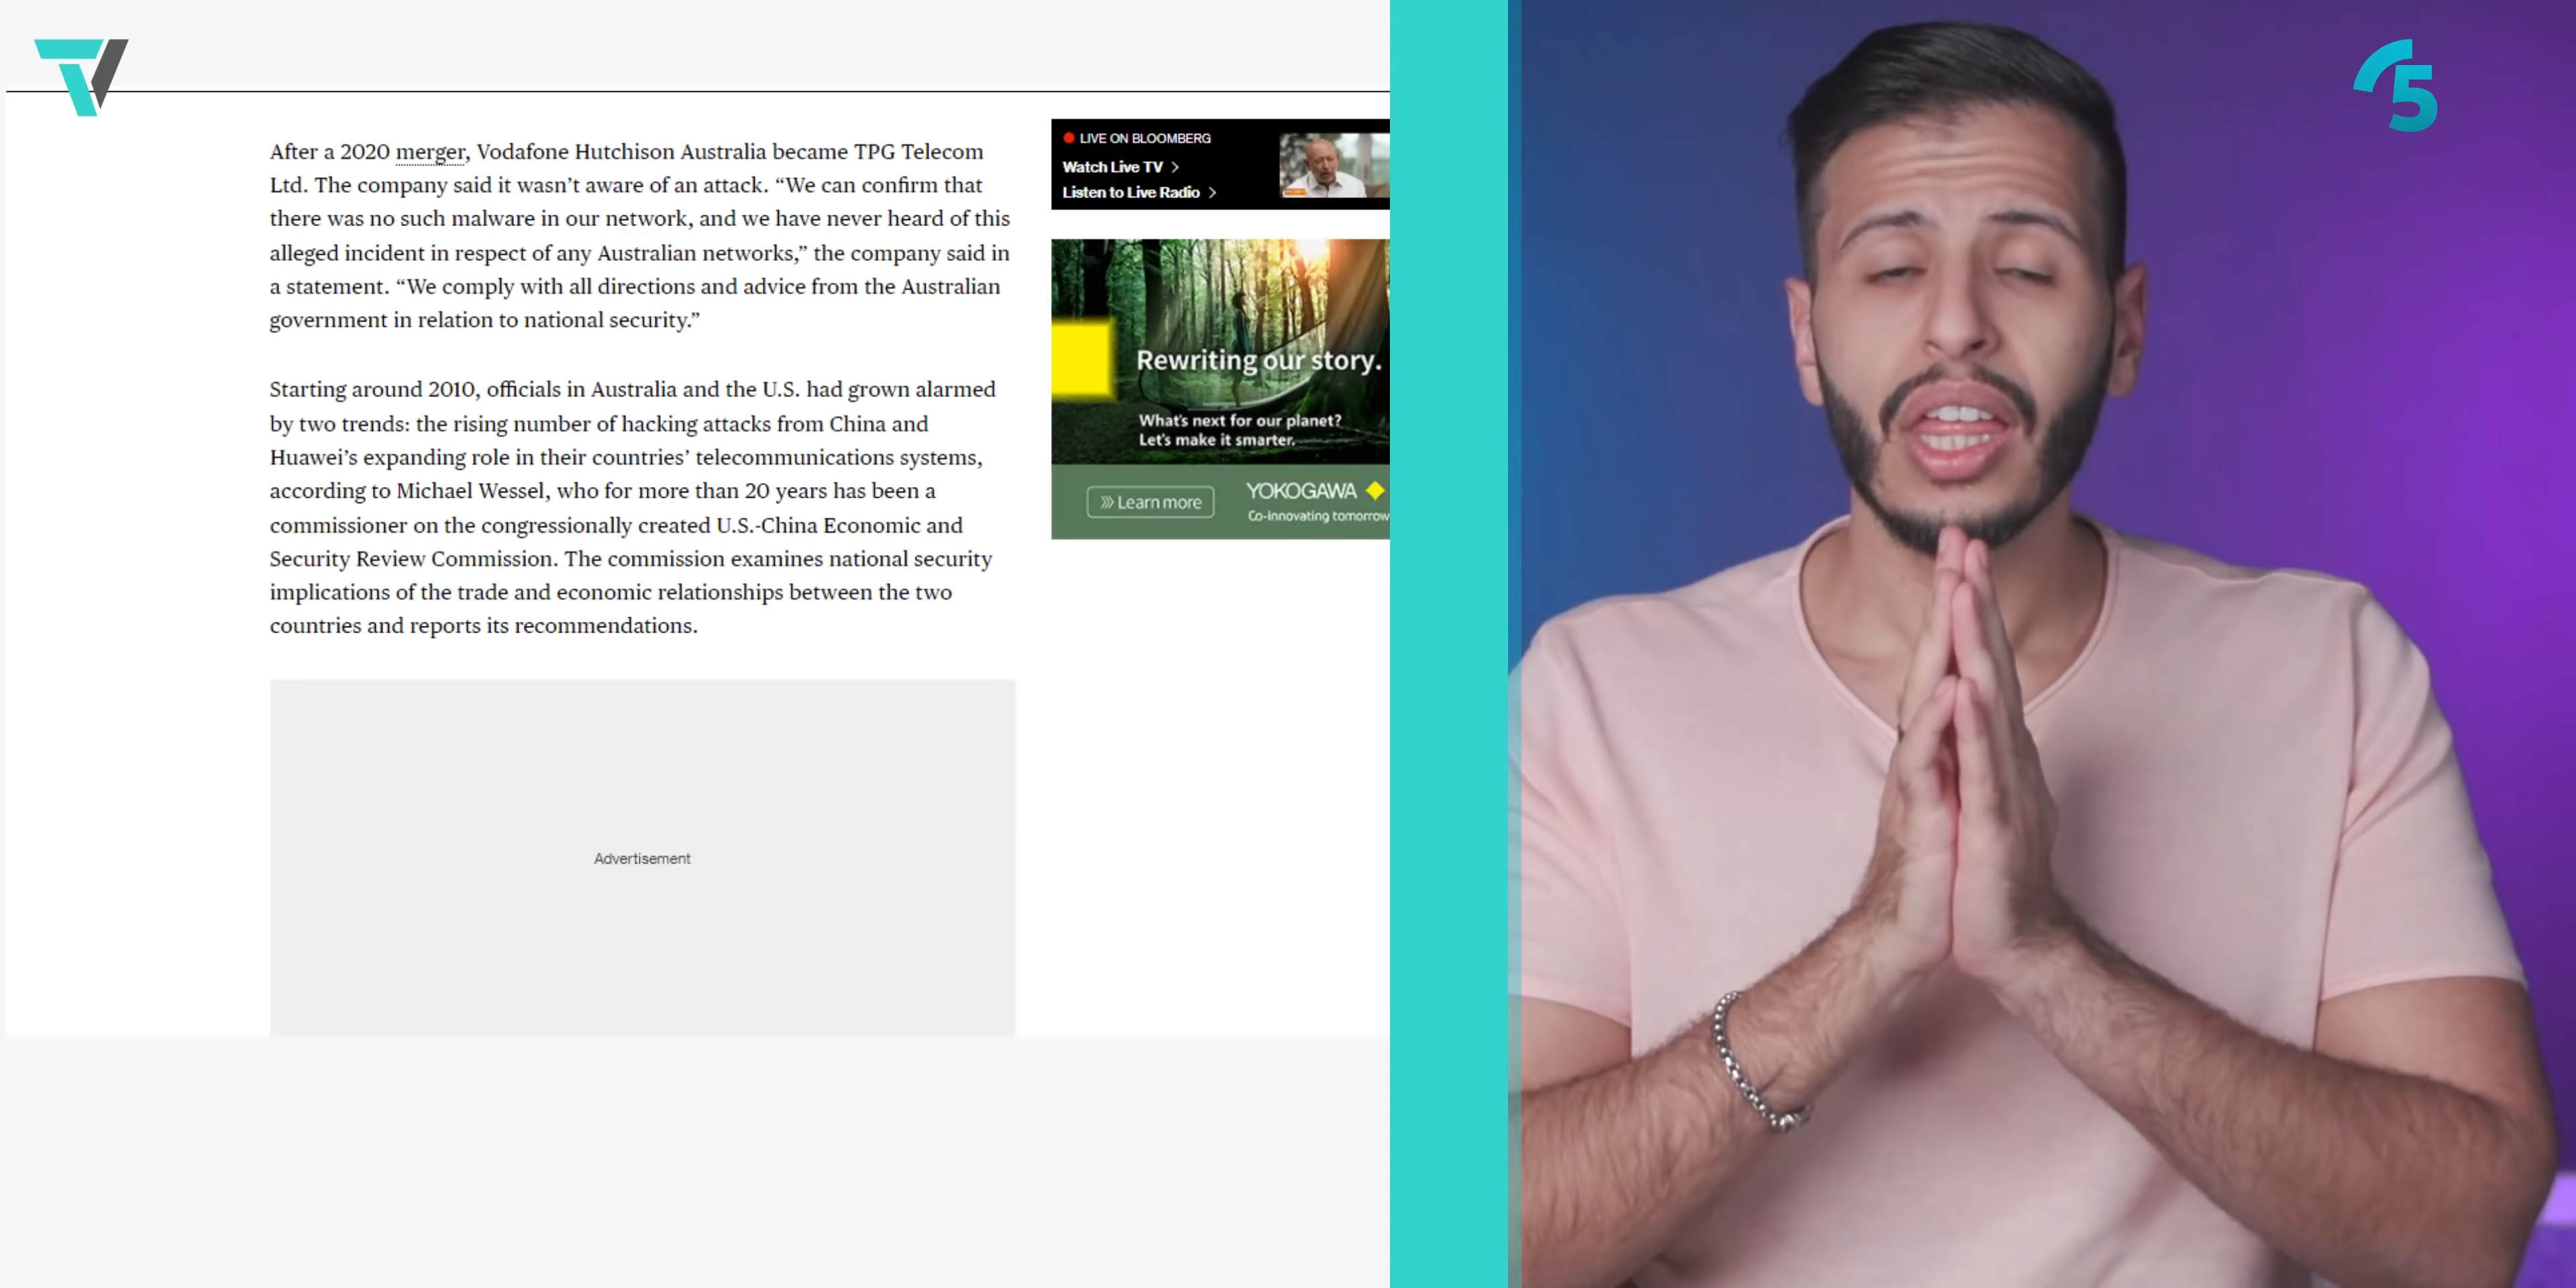 TV
5
After a 2020 merger, Vodafone Hutchison Australia became TPG Telecom
Ltd. The company said it wasn’t aware of an attack. “We can confirm that
there was no such malware in our network, and we have never heard of this
alleged incident in respect of any Australian networks,” the company said in
a statement. “We comply with all directions and advice from the Australian
government in relation to national security.”
Starting around 2010, officials in Australia and the U.S. had grown alarmed
by two trends: the rising number of hacking attacks from China and
Huawei’s expanding role in their countries’ telecommunications systems,
according to Michael Wessel, who for more than 20 years has been a
commissioner on the congressionally created U.S.-China Economic and
Security Review Commission. The commission examines national security
implications of the trade and economic relationships between the two
countries and reports its recommendations.
Advertisement
LIVE ON BLOOMBERG
Watch Live TV
Listen to Live Radio
Rewriting our story.
What's next for our planet?
Let's make it smarter.
Learn more
YOKOGAWA
Co-innovating tomorrow